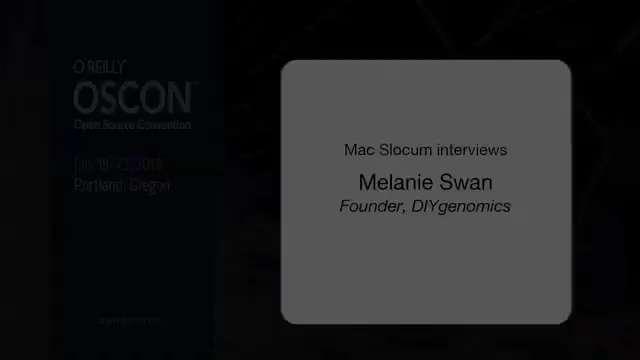 O'REILLY
OSCON
Open Source Convention
Portland, Oregon
Mac Slocum interviews
Melanie Swan
Founder, DIYgenomics